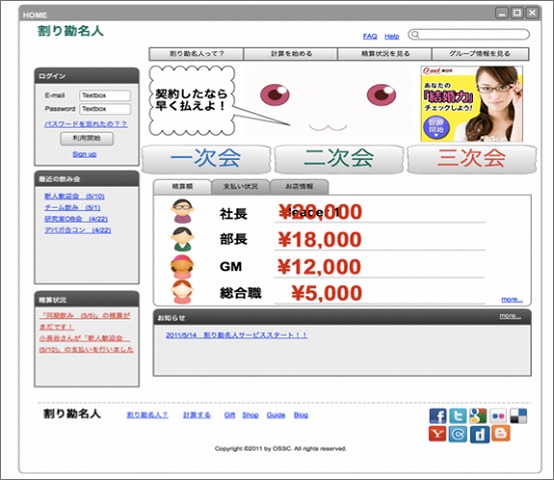 HOME
割り勘名人
FAQ Help
割り勘名人って？ 計算を始める 精算状況を見る グループ情報を見る
ログイン
E-mail Textbox
Password Textbox
パスワードを忘れたの？？
利用開始
Sign up
契約したなら
早く払えよ！
O-net
あなたの
「結婚力」
チェックしよう!
診断
開始
一次会 二次会 三次会
最近の飲み会
新人歓迎会 (5/10)
チーム飲み (5/1)
研究室OB会 (4/22)
デパガ合コン (4/22)
精算額 支払い状況 お店情報
社長 ¥20,000
部長 ¥18,000
GM ¥12,000
総合職 ¥5,000
more...
精算状況
「同期飲み (5/5)」の精算が
まだです！
小長谷さんが「新人歓迎会
(5/10)」の支払いを行いました
お知らせ more...
2011/5/14 割り勘名人サービススタート！！
割り勘名人 割り勘名人？ 計算する Gift Shop Guide Blog
Copyright ©2011 by OSSC. All rights reserved.